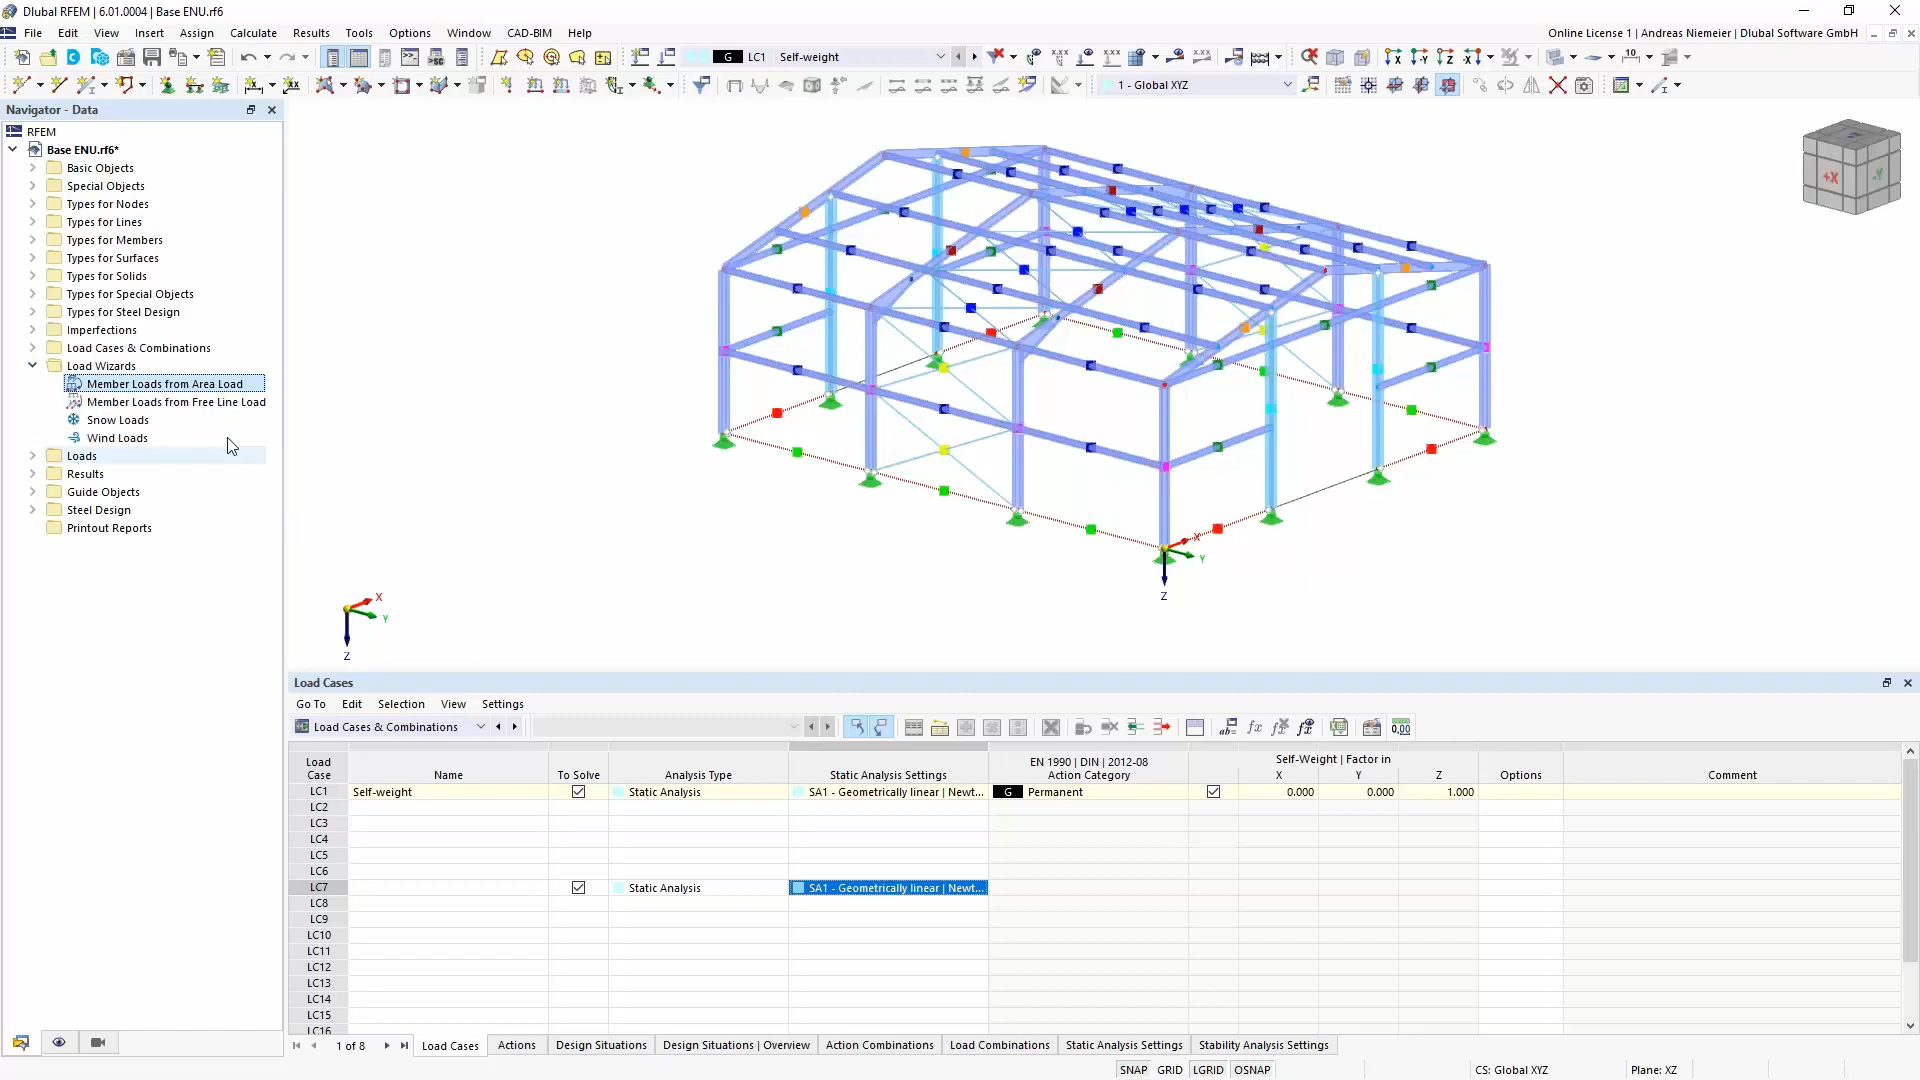 Dlubal RFEM | 6.01.0004 | Base ENU.rf6
File Edit View Insert Assign Calculate Results Tools Options Window CAD-BIM Help
Online License 1 | Andreas Niemeier | Dlubal Software GmbH
G LC1 Self-weight
1 - Global XYZ
Navigator - Data
RFEM
Base ENU.rf6*
Basic Objects
Special Objects
Types for Nodes
Types for Lines
Types for Members
Types for Surfaces
Types for Solids
Types for Special Objects
Types for Steel Design
Imperfections
Load Cases & Combinations
Load Wizards
Member Loads from Area Load
Member Loads from Free Line Load
Snow Loads
Wind Loads
Loads
Results
Guide Objects
Steel Design
Printout Reports
+X -Y
X
Y
Z
X
Y
Z
Load Cases
Go To Edit Selection View Settings
Load Cases & Combinations
Load Case Name To Solve Analysis Type Static Analysis Settings EN 1990 | DIN | 2012-08 Action Category Self-Weight | Factor in X Y Z Options Comment
LC1 Self-weight Static Analysis SA1 - Geometrically linear | Newt... G Permanent 0.000 0.000 1.000
LC2
LC3
LC4
LC5
LC6
LC7 Static Analysis SA1 - Geometrically linear | Newt...
LC8
LC9
LC10
LC11
LC12
LC13
LC14
LC15
LC16
1 of 8 Load Cases Actions Design Situations Design Situations | Overview Action Combinations Load Combinations Static Analysis Settings Stability Analysis Settings
SNAP GRID LGRID OSNAP CS: Global XYZ Plane: XZ